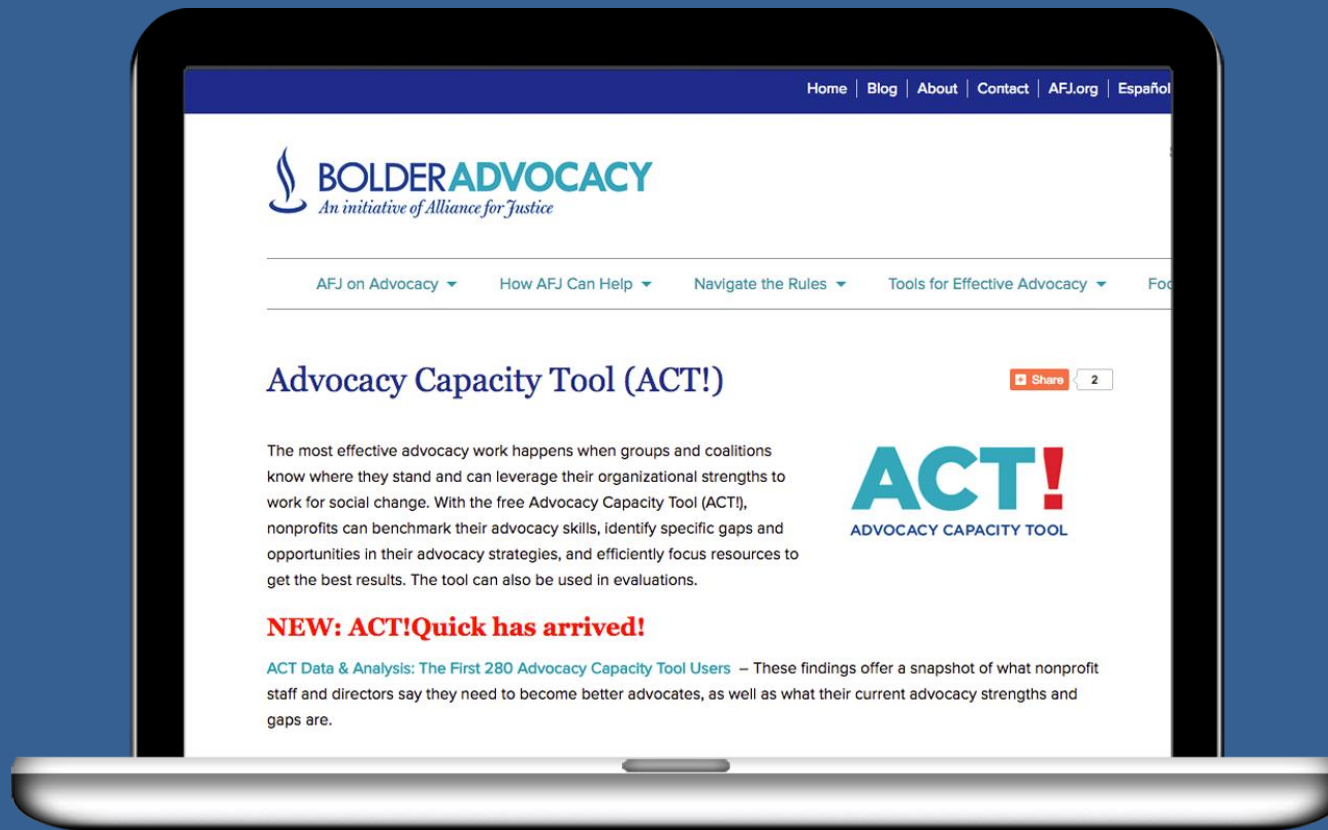 Home | Blog | About | Contact | AFJ.org | Español
BOLDER ADVOCACY
An initiative of Alliance for Justice
AFJ on Advocacy How AFJ Can Help Navigate the Rules Tools for Effective Advocacy
Advocacy Capacity Tool (ACT!)
Share 2
The most effective advocacy work happens when groups and coalitions
know where they stand and can leverage their organizational strengths to
work for social change. With the free Advocacy Capacity Tool (ACT!),
nonprofits can benchmark their advocacy skills, identify specific gaps and
opportunities in their advocacy strategies, and efficiently focus resources to
get the best results. The tool can also be used in evaluations.
ACT!
ADVOCACY CAPACITY TOOL
NEW: ACT!Quick has arrived!
ACT Data & Analysis: The First 280 Advocacy Capacity Tool Users – These findings offer a snapshot of what nonprofit
staff and directors say they need to become better advocates, as well as what their current advocacy strengths and
gaps are.